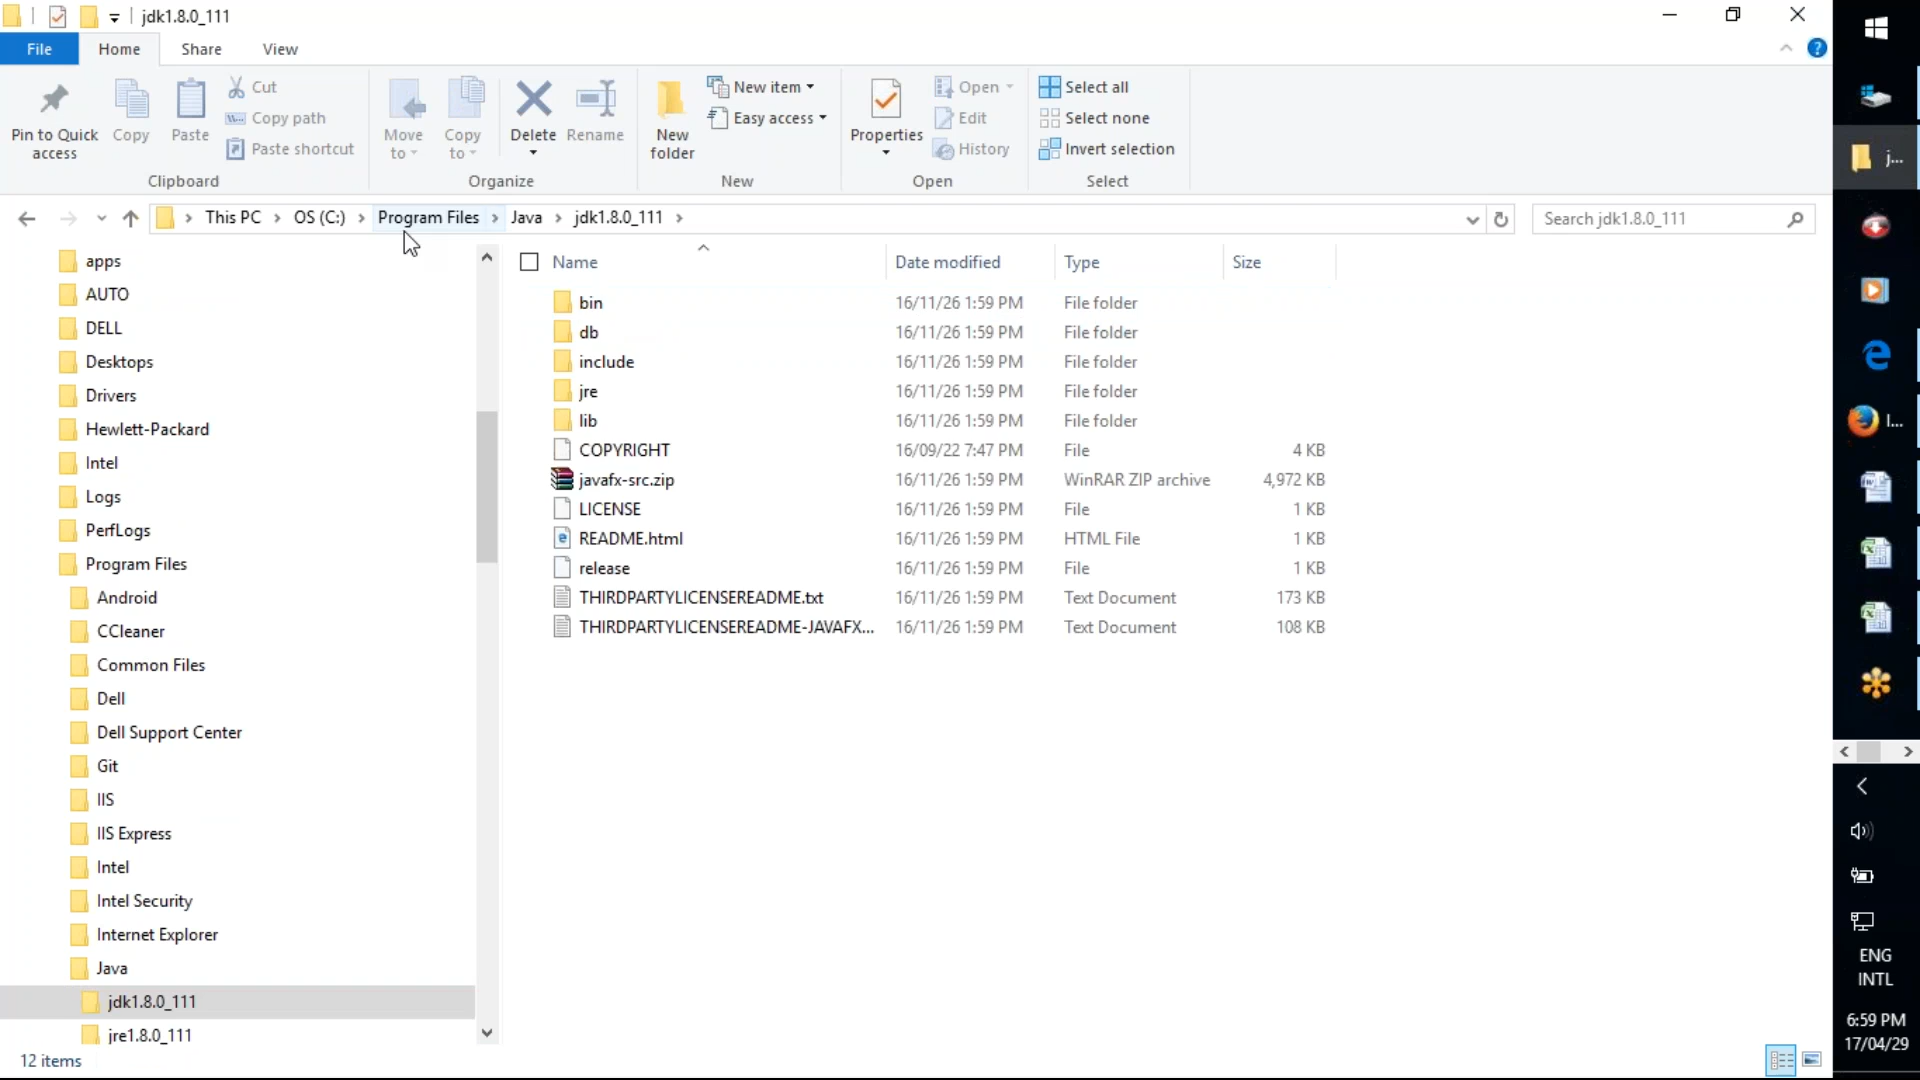 jdk1.8.0_111
File Home Share View
Pin to Quick access
Copy
Paste
Cut
Copy path
Paste shortcut
Clipboard
Move to
Copy to
Delete
Rename
Organize
New folder
New item
Easy access
New
Properties
Open
Edit
History
Open
Select all
Select none
Invert selection
Select
This PC > OS (C:) > Program Files > Java > jdk1.8.0_111 >
Search jdk1.8.0_111
apps
AUTO
DELL
Desktops
Drivers
Hewlett-Packard
Intel
Logs
PerfLogs
Program Files
Android
CCleaner
Common Files
Dell
Dell Support Center
Git
IIS
IIS Express
Intel
Intel Security
Internet Explorer
Java
jdk1.8.0_111
jre1.8.0_111
Name Date modified Type Size
bin 16/11/26 1:59 PM File folder
db 16/11/26 1:59 PM File folder
include 16/11/26 1:59 PM File folder
jre 16/11/26 1:59 PM File folder
lib 16/11/26 1:59 PM File folder
COPYRIGHT 16/09/22 7:47 PM File 4 KB
javafx-src.zip 16/11/26 1:59 PM WinRAR ZIP archive 4,972 KB
LICENSE 16/11/26 1:59 PM File 1 KB
README.html 16/11/26 1:59 PM HTML File 1 KB
release 16/11/26 1:59 PM File 1 KB
THIRDPARTYLICENSEREADME.txt 16/11/26 1:59 PM Text Document 173 KB
THIRDPARTYLICENSEREADME-JAVAFX... 16/11/26 1:59 PM Text Document 108 KB
12 items
j...
I...
ENG
INTL
6:59 PM
17/04/29